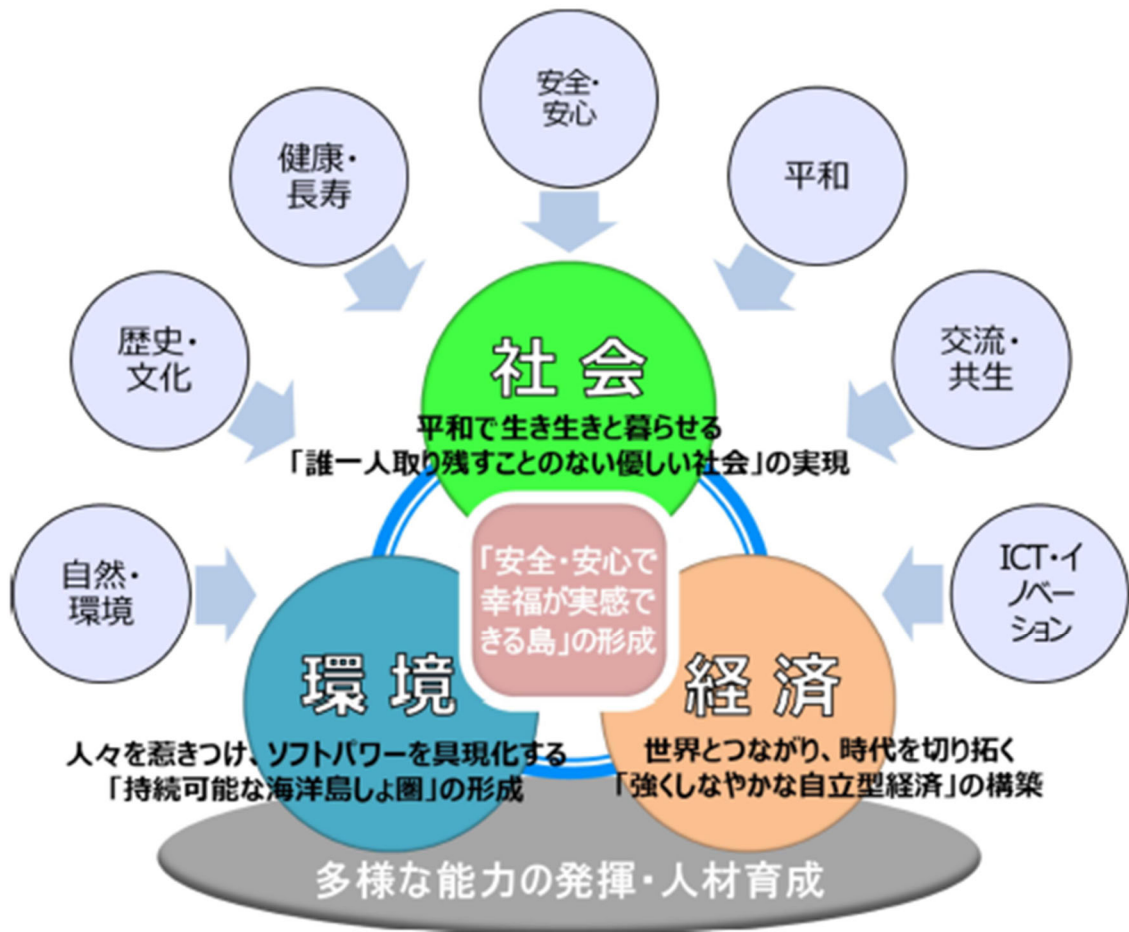 安全・
安心
健康・
長寿
平和
歴史・
文化
交流・
共生
社会
平和で生き生きと暮らせる
「誰一人取り残すことのない優しい社会」の実現
自然・
環境
「安全・安心で
幸福が実感で
きる島」の形成
ICT・イ
ノベー
ション
環境
人々を惹きつけ、ソフトパワーを具現化する
「持続可能な海洋島しょ圏」の形成
経済
世界とつながり、時代を切り拓く
「強くしなやかな自立型経済」の構築
多様な能力の発揮・人材育成